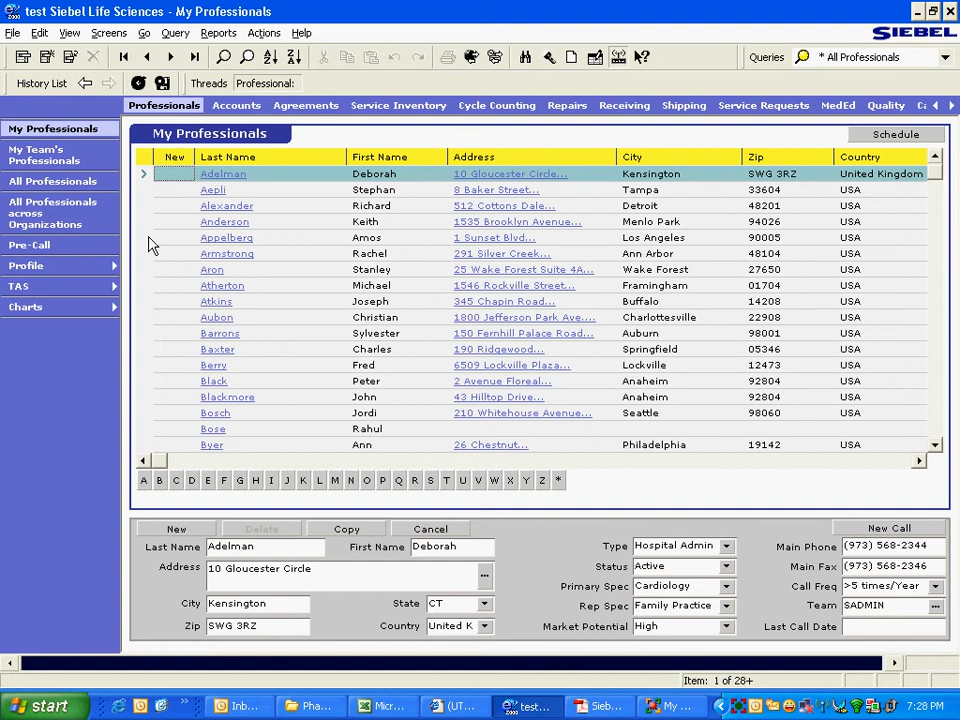 test Siebel Life Sciences - My Professionals
File Edit View Screens Go Query Reports Actions Help
SIEBEL
Queries * All Professionals
History List Threads Professional:
Professionals Accounts Agreements Service Inventory Cycle Counting Repairs Receiving Shipping Service Requests MedEd Quality
My Professionals
My Team's Professionals
All Professionals
All Professionals across Organizations
Pre-Call
Profile
TAS
Charts
My Professionals Schedule
New Last Name First Name Address City Zip Country
Adelman Deborah 10 Gloucester Circle... Kensington SWG 3RZ United Kingdom
Aepli Stephan 8 Baker Street... Tampa 33604 USA
Alexander Richard 512 Cottons Dale... Detroit 48201 USA
Anderson Keith 1535 Brooklyn Avenue... Menlo Park 94026 USA
Appelberg Amos 1 Sunset Blvd... Los Angeles 90005 USA
Armstrong Rachel 291 Silver Creek... Ann Arbor 48104 USA
Aron Stanley 25 Wake Forest Suite 4A... Wake Forest 27650 USA
Atherton Michael 1546 Rockville Street... Framingham 01704 USA
Atkins Joseph 345 Chapin Road... Buffalo 14208 USA
Aubon Christian 1800 Jefferson Park Ave.... Charlottesville 22908 USA
Barrons Sylvester 150 Fernhill Palace Road... Auburn 98001 USA
Baxter Charles 190 Ridgewood... Springfield 05346 USA
Berry Fred 6509 Lockville Plaza... Lockville 12473 USA
Black Peter 2 Avenue Floreal... Anaheim 92804 USA
Blackmore John 43 Hilltop Drive... Anaheim 92804 USA
Bosch Jordi 210 Whitehouse Avenue... Seattle 98060 USA
Bose Rahul
Byer Ann 26 Chestnut... Philadelphia 19142 USA
A B C D E F G H I J K L M N O P Q R S T U V W X Y Z *
New Delete Copy Cancel New Call
Last Name Adelman First Name Deborah Type Hospital Admin Main Phone (973) 568-2344
Address 10 Gloucester Circle ... Status Active Main Fax (973) 568-2346
Primary Spec Cardiology Call Freq >5 times/Year
City Kensington State CT Rep Spec Family Practice Team SADMIN ...
Zip SWG 3RZ Country United K Market Potential High Last Call Date
Item: 1 of 28+
start Inb... Pha... Micr... (UT... test... Sieb... My ... 7:28 PM